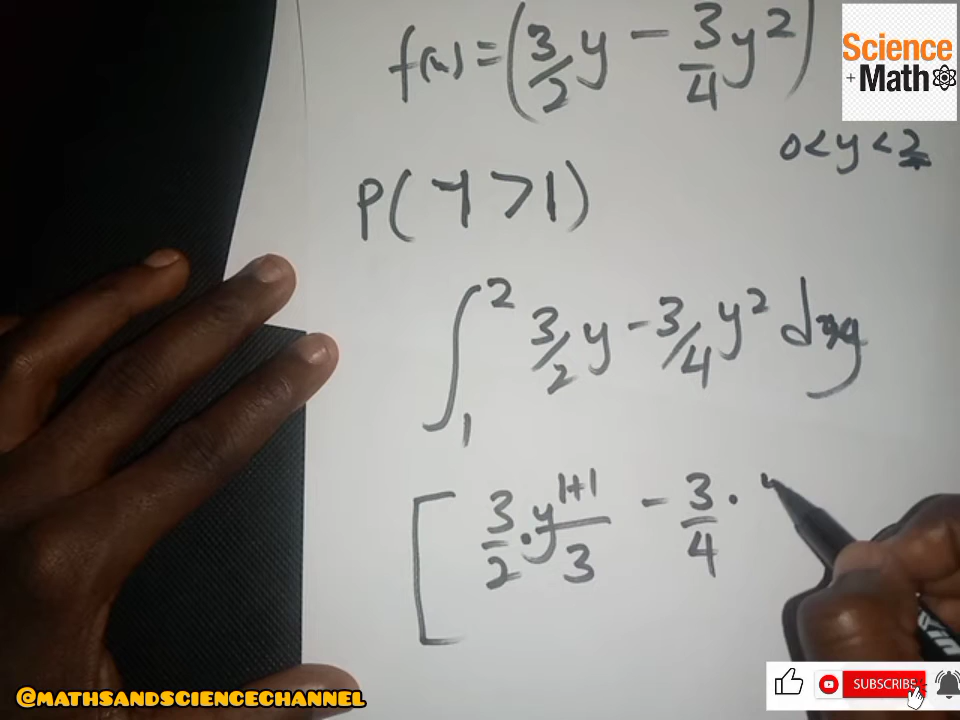 f(x) = (3/2 y - 3/4 y²)
Science
+Math
0<y<2
P(Y>1)
∫₁² 3/2 y - 3/4 y² dy
[3/2 · y¹⁺¹/3 - 3/4 ·
@MATHSANDSCIENCECHANNEL
SUBSCRIBE